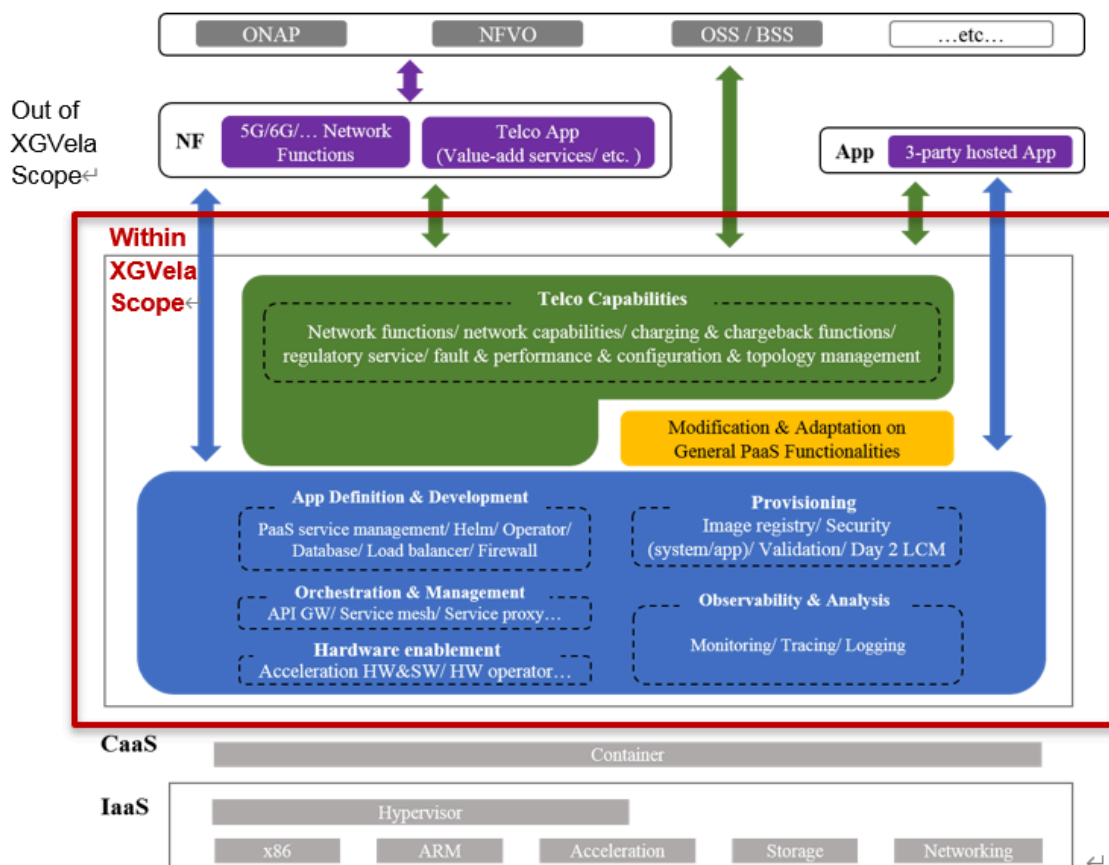 ONAP
NFVO
OSS / BSS
…etc…
Out of
XGVela
Scope↵
NF
5G/6G/… Network
Functions
Telco App
(Value-add services/ etc. )
App
3-party hosted App
Within
XGVela
Scope↵
Telco Capabilities
Network functions/ network capabilities/ charging & chargeback functions/
regulatory service/ fault & performance & configuration & topology management
Modification & Adaptation on
General PaaS Functionalities
App Definition & Development
PaaS service management/ Helm/ Operator/
Database/ Load balancer/ Firewall
Provisioning
Image registry/ Security
(system/app)/ Validation/ Day 2 LCM
Orchestration & Management
API GW/ Service mesh/ Service proxy…
Observability & Analysis
Monitoring/ Tracing/ Logging
Hardware enablement
Acceleration HW&SW/ HW operator…
CaaS
Container
IaaS
Hypervisor
x86
ARM
Acceleration
Storage
Networking
↵